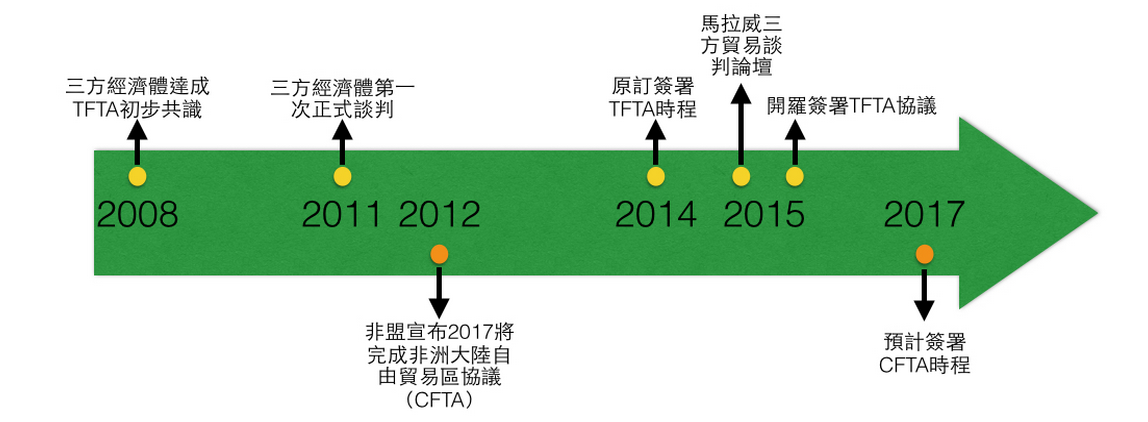 三方經濟體達成
TFTA初步共識
三方經濟體第一
次正式談判
原訂簽署
TFTA時程
馬拉威三
方貿易談
判論壇
開羅簽署TFTA協議
2008
2011
2012
2014
2015
2017
非盟宣布2017將
完成非洲大陸自
由貿易區協議
（CFTA）
預計簽署
CFTA時程